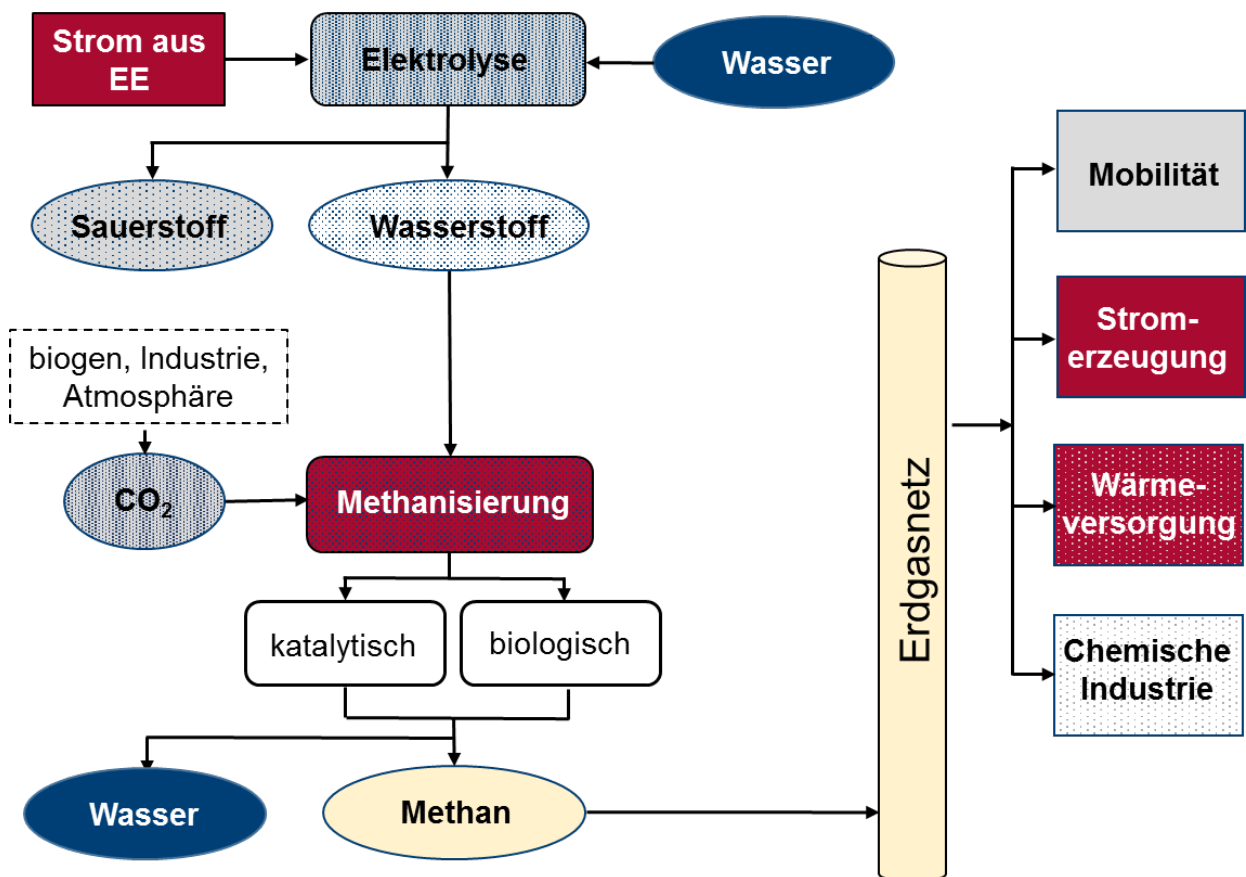 Strom aus
EE
Elektrolyse
Wasser
Sauerstoff
Wasserstoff
biogen, Industrie,
Atmosphäre
CO₂
Methanisierung
katalytisch
biologisch
Wasser
Methan
Erdgasnetz
Mobilität
Strom-
erzeugung
Wärme-
versorgung
Chemische
Industrie